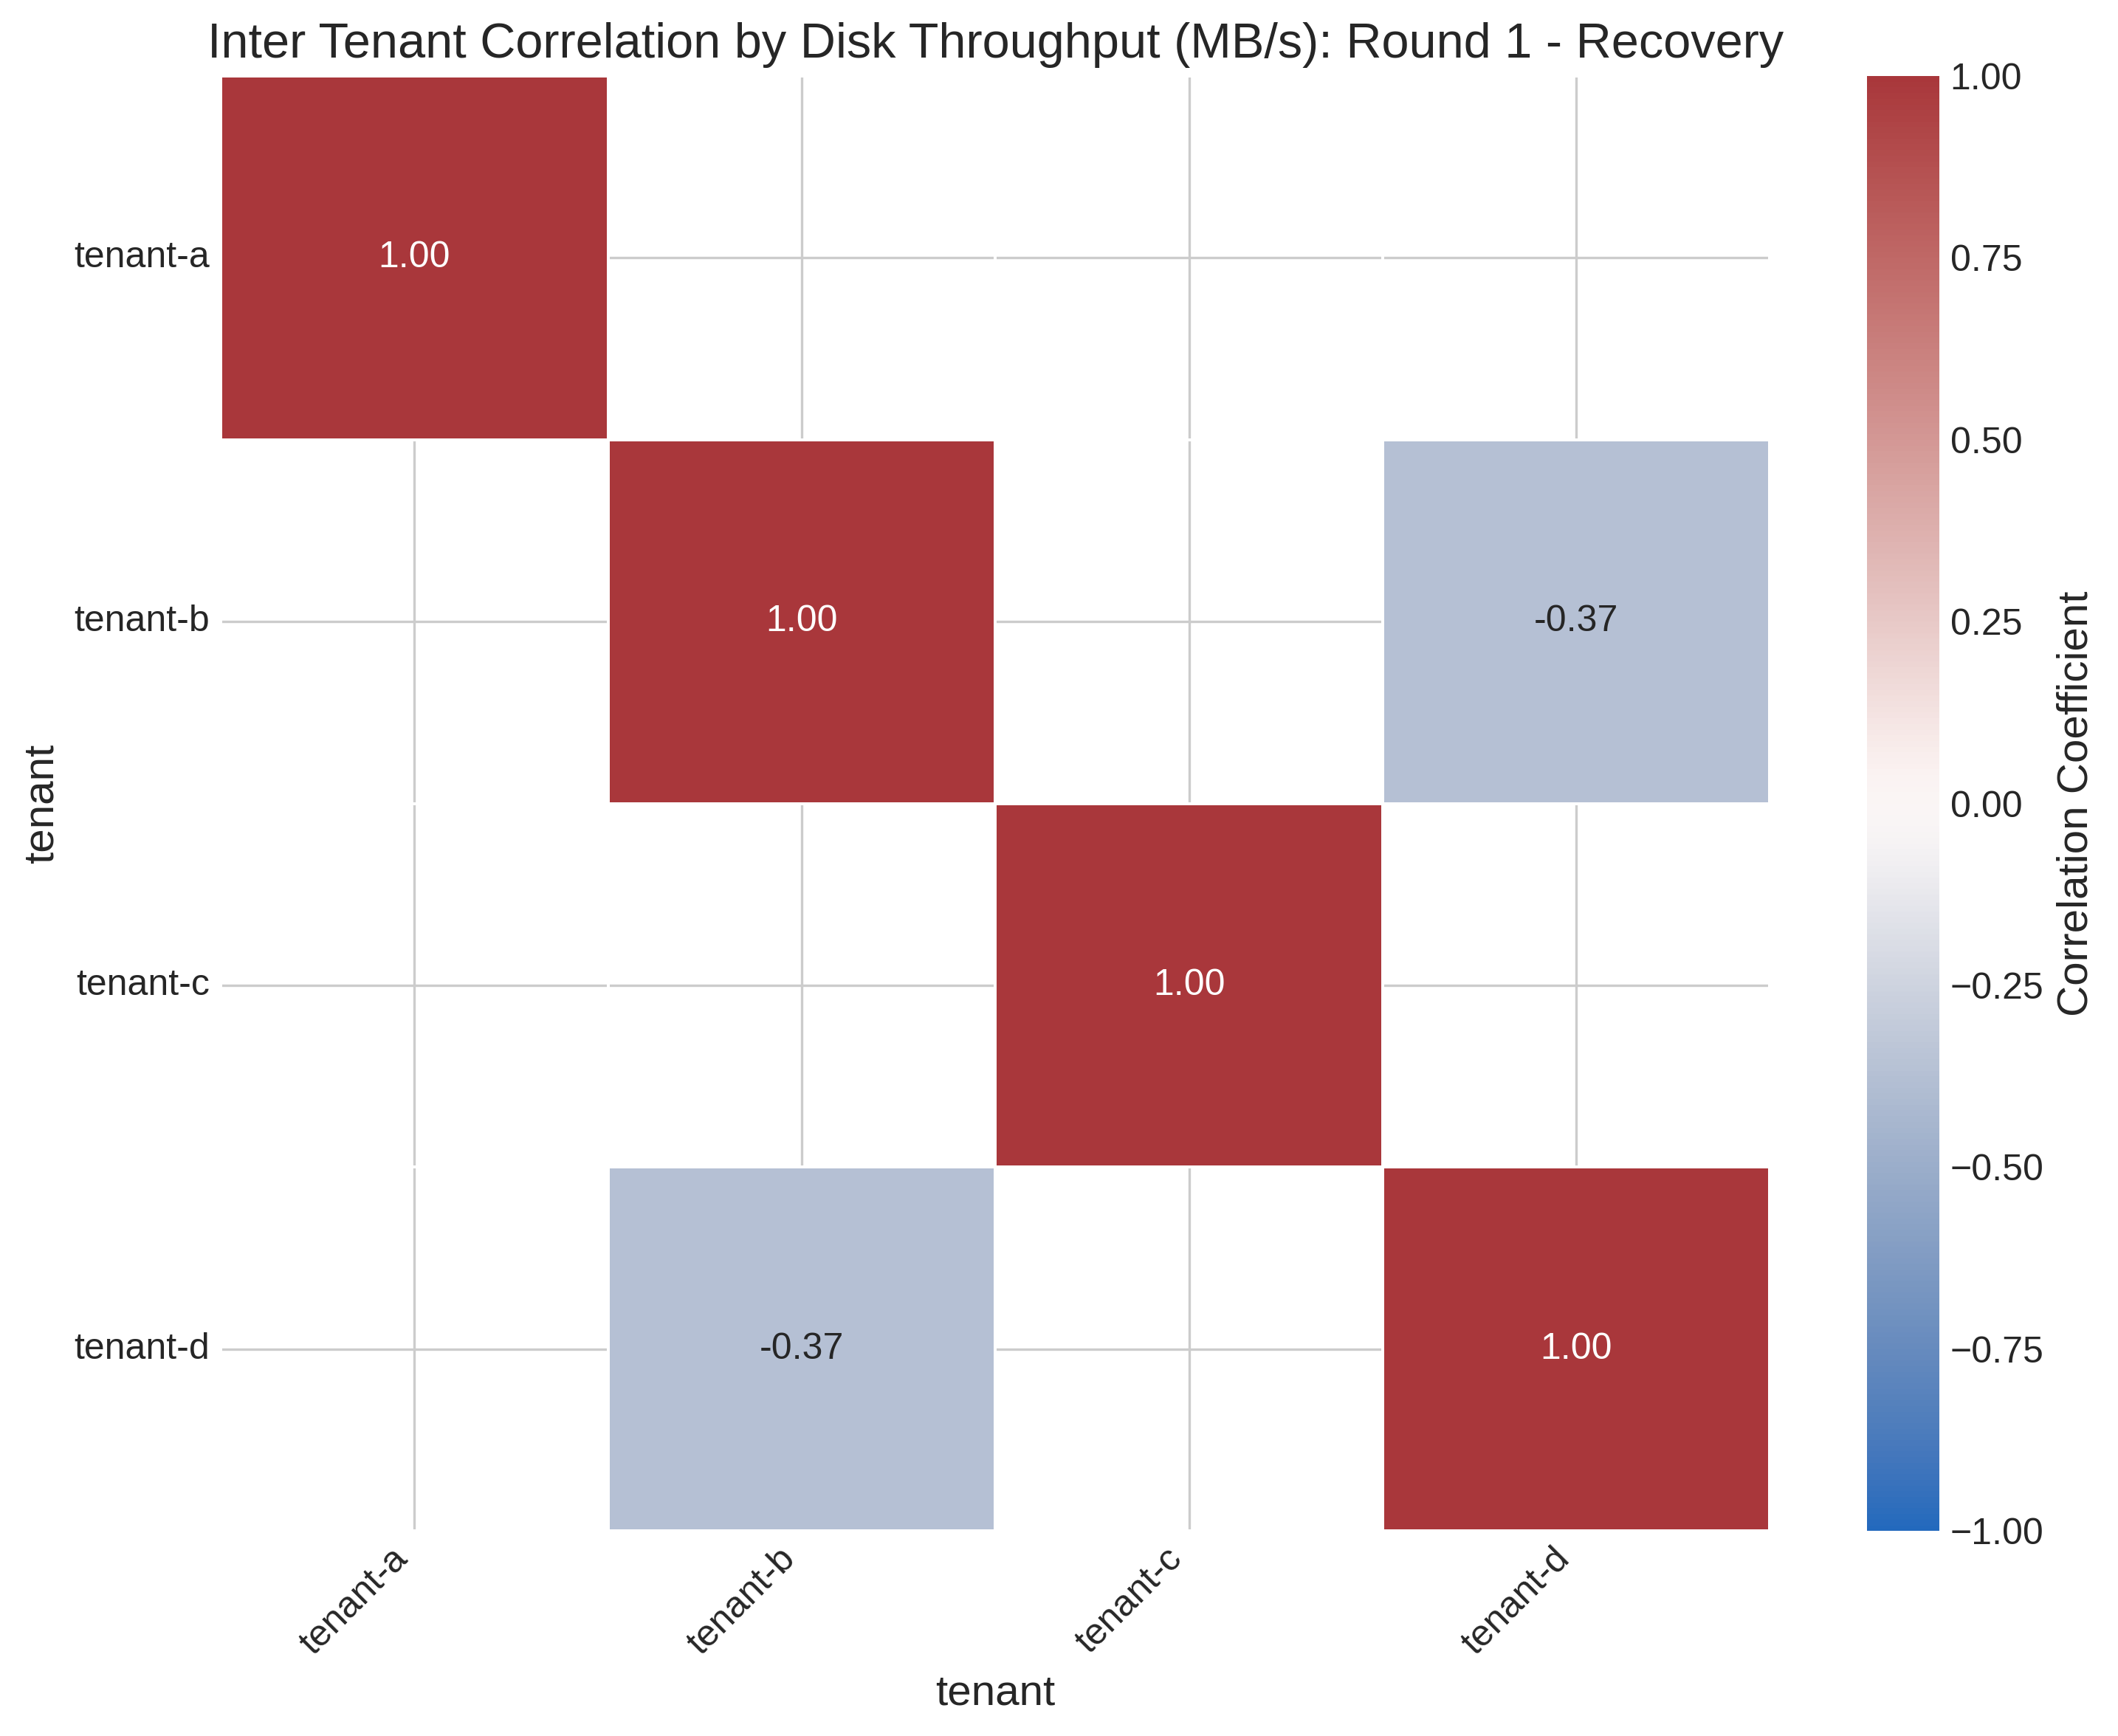 Inter Tenant Correlation by Disk Throughput (MB/s): Round 1 - Recovery
tenant
tenant-a
tenant-b
tenant-c
tenant-d
1.00
1.00
-0.37
1.00
-0.37
1.00
tenant-a
tenant-b
tenant-c
tenant-d
tenant
1.00
0.75
0.50
0.25
0.00
−0.25
−0.50
−0.75
−1.00
Correlation Coefficient